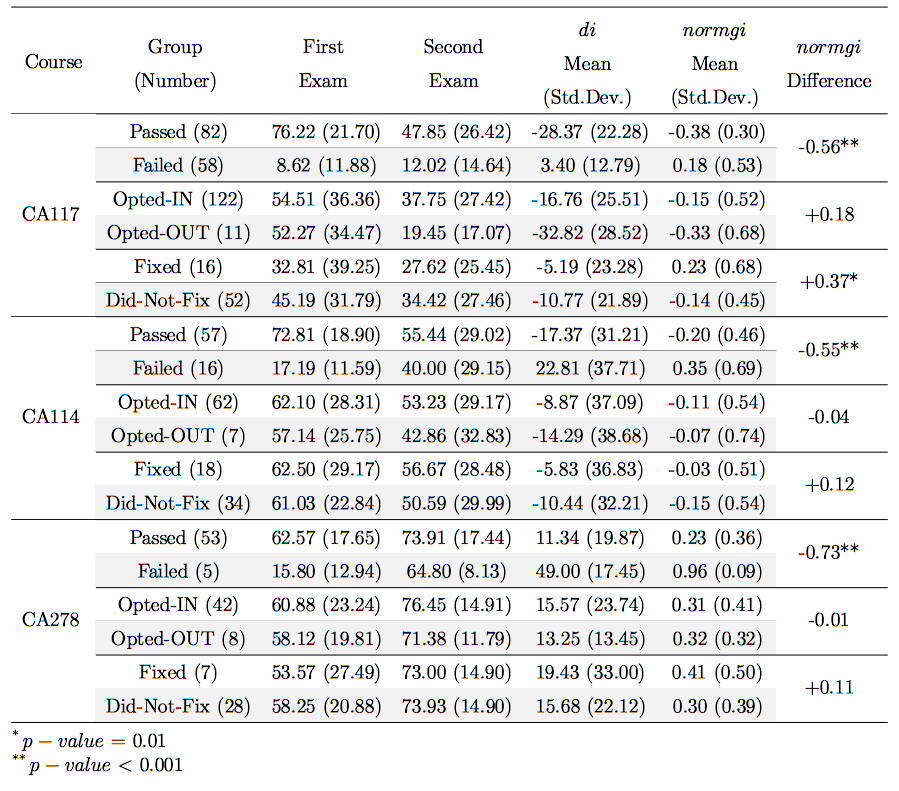 Course Group (Number) First Exam Second Exam di Mean (Std.Dev.) normgi Mean (Std.Dev.) normgi Difference
CA117
Passed (82) 76.22 (21.70) 47.85 (26.42) -28.37 (22.28) -0.38 (0.30) -0.56**
Failed (58) 8.62 (11.88) 12.02 (14.64) 3.40 (12.79) 0.18 (0.53)
Opted-IN (122) 54.51 (36.36) 37.75 (27.42) -16.76 (25.51) -0.15 (0.52) +0.18
Opted-OUT (11) 52.27 (34.47) 19.45 (17.07) -32.82 (28.52) -0.33 (0.68)
Fixed (16) 32.81 (39.25) 27.62 (25.45) -5.19 (23.28) 0.23 (0.68) +0.37*
Did-Not-Fix (52) 45.19 (31.79) 34.42 (27.46) -10.77 (21.89) -0.14 (0.45)
CA114
Passed (57) 72.81 (18.90) 55.44 (29.02) -17.37 (31.21) -0.20 (0.46) -0.55**
Failed (16) 17.19 (11.59) 40.00 (29.15) 22.81 (37.71) 0.35 (0.69)
Opted-IN (62) 62.10 (28.31) 53.23 (29.17) -8.87 (37.09) -0.11 (0.54) -0.04
Opted-OUT (7) 57.14 (25.75) 42.86 (32.83) -14.29 (38.68) -0.07 (0.74)
Fixed (18) 62.50 (29.17) 56.67 (28.48) -5.83 (36.83) -0.03 (0.51) +0.12
Did-Not-Fix (34) 61.03 (22.84) 50.59 (29.99) -10.44 (32.21) -0.15 (0.54)
CA278
Passed (53) 62.57 (17.65) 73.91 (17.44) 11.34 (19.87) 0.23 (0.36) -0.73**
Failed (5) 15.80 (12.94) 64.80 (8.13) 49.00 (17.45) 0.96 (0.09)
Opted-IN (42) 60.88 (23.24) 76.45 (14.91) 15.57 (23.74) 0.31 (0.41) -0.01
Opted-OUT (8) 58.12 (19.81) 71.38 (11.79) 13.25 (13.45) 0.32 (0.32)
Fixed (7) 53.57 (27.49) 73.00 (14.90) 19.43 (33.00) 0.41 (0.50) +0.11
Did-Not-Fix (28) 58.25 (20.88) 73.93 (14.90) 15.68 (22.12) 0.30 (0.39)
* p − value = 0.01
** p − value < 0.001